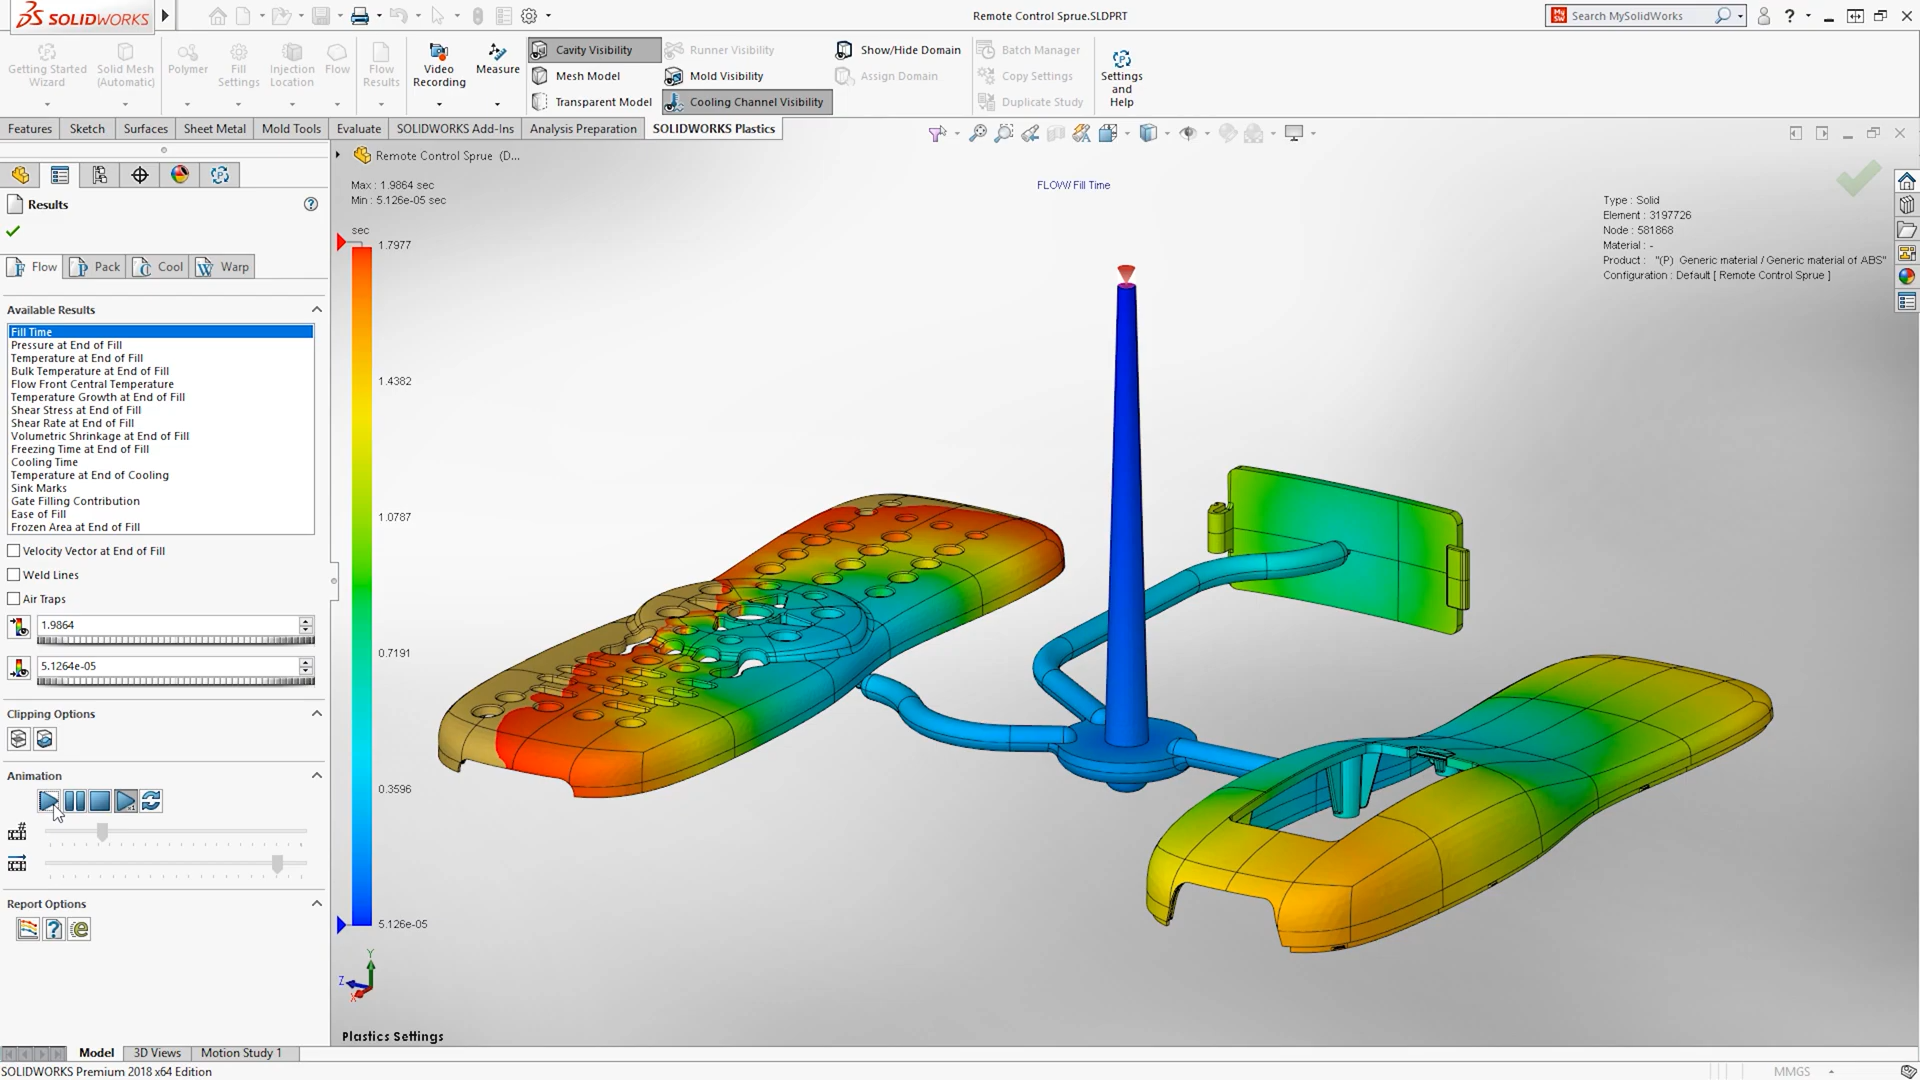 SOLIDWORKS
Remote Control Sprue.SLDPRT
Search MySolidWorks
Getting Started Wizard
Solid Mesh (Automatic)
Polymer
Fill Settings
Injection Location
Flow
Flow Results
Video Recording
Measure
Cavity Visibility
Mesh Model
Transparent Model
Runner Visibility
Mold Visibility
Cooling Channel Visibility
Show/Hide Domain
Assign Domain
Batch Manager
Copy Settings
Duplicate Study
Settings and Help
Features
Sketch
Surfaces
Sheet Metal
Mold Tools
Evaluate
SOLIDWORKS Add-Ins
Analysis Preparation
SOLIDWORKS Plastics
Results
Flow
Pack
Cool
Warp
Available Results
Fill Time
Pressure at End of Fill
Temperature at End of Fill
Bulk Temperature at End of Fill
Flow Front Central Temperature
Temperature Growth at End of Fill
Shear Stress at End of Fill
Shear Rate at End of Fill
Volumetric Shrinkage at End of Fill
Freezing Time at End of Fill
Cooling Time
Temperature at End of Cooling
Sink Marks
Gate Filling Contribution
Ease of Fill
Frozen Area at End of Fill
Velocity Vector at End of Fill
Weld Lines
Air Traps
1.9864
5.1264e-05
Clipping Options
Animation
Report Options
Remote Control Sprue (D...
Max : 1.9864 sec
Min : 5.126e-05 sec
sec
1.7977
1.4382
1.0787
0.7191
0.3596
5.126e-05
FLOW/ Fill Time
Type : Solid
Element : 3197726
Node : 581868
Material : -
Product : "(P) Generic material / Generic material of ABS"
Configuration : Default [ Remote Control Sprue ]
Y
Z
X
Plastics Settings
Model
3D Views
Motion Study 1
SOLIDWORKS Premium 2018 x64 Edition
MMGS